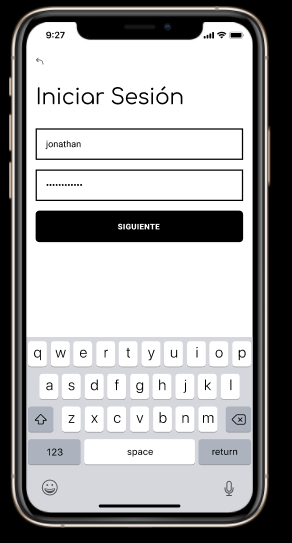 9:27
Iniciar Sesión
jonathan
••••••••••••
SIGUIENTE
q w e r t y u i o p
a s d f g h j k l
z x c v b n m
123 space return